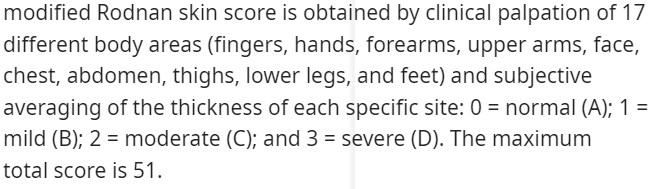 modified Rodnan skin score is obtained by clinical palpation of 17
different body areas (fingers, hands, forearms, upper arms, face,
chest, abdomen, thighs, lower legs, and feet) and subjective
averaging of the thickness of each specific site: 0 = normal (A); 1 =
mild (B); 2 = moderate (C); and 3 = severe (D). The maximum
total score is 51.